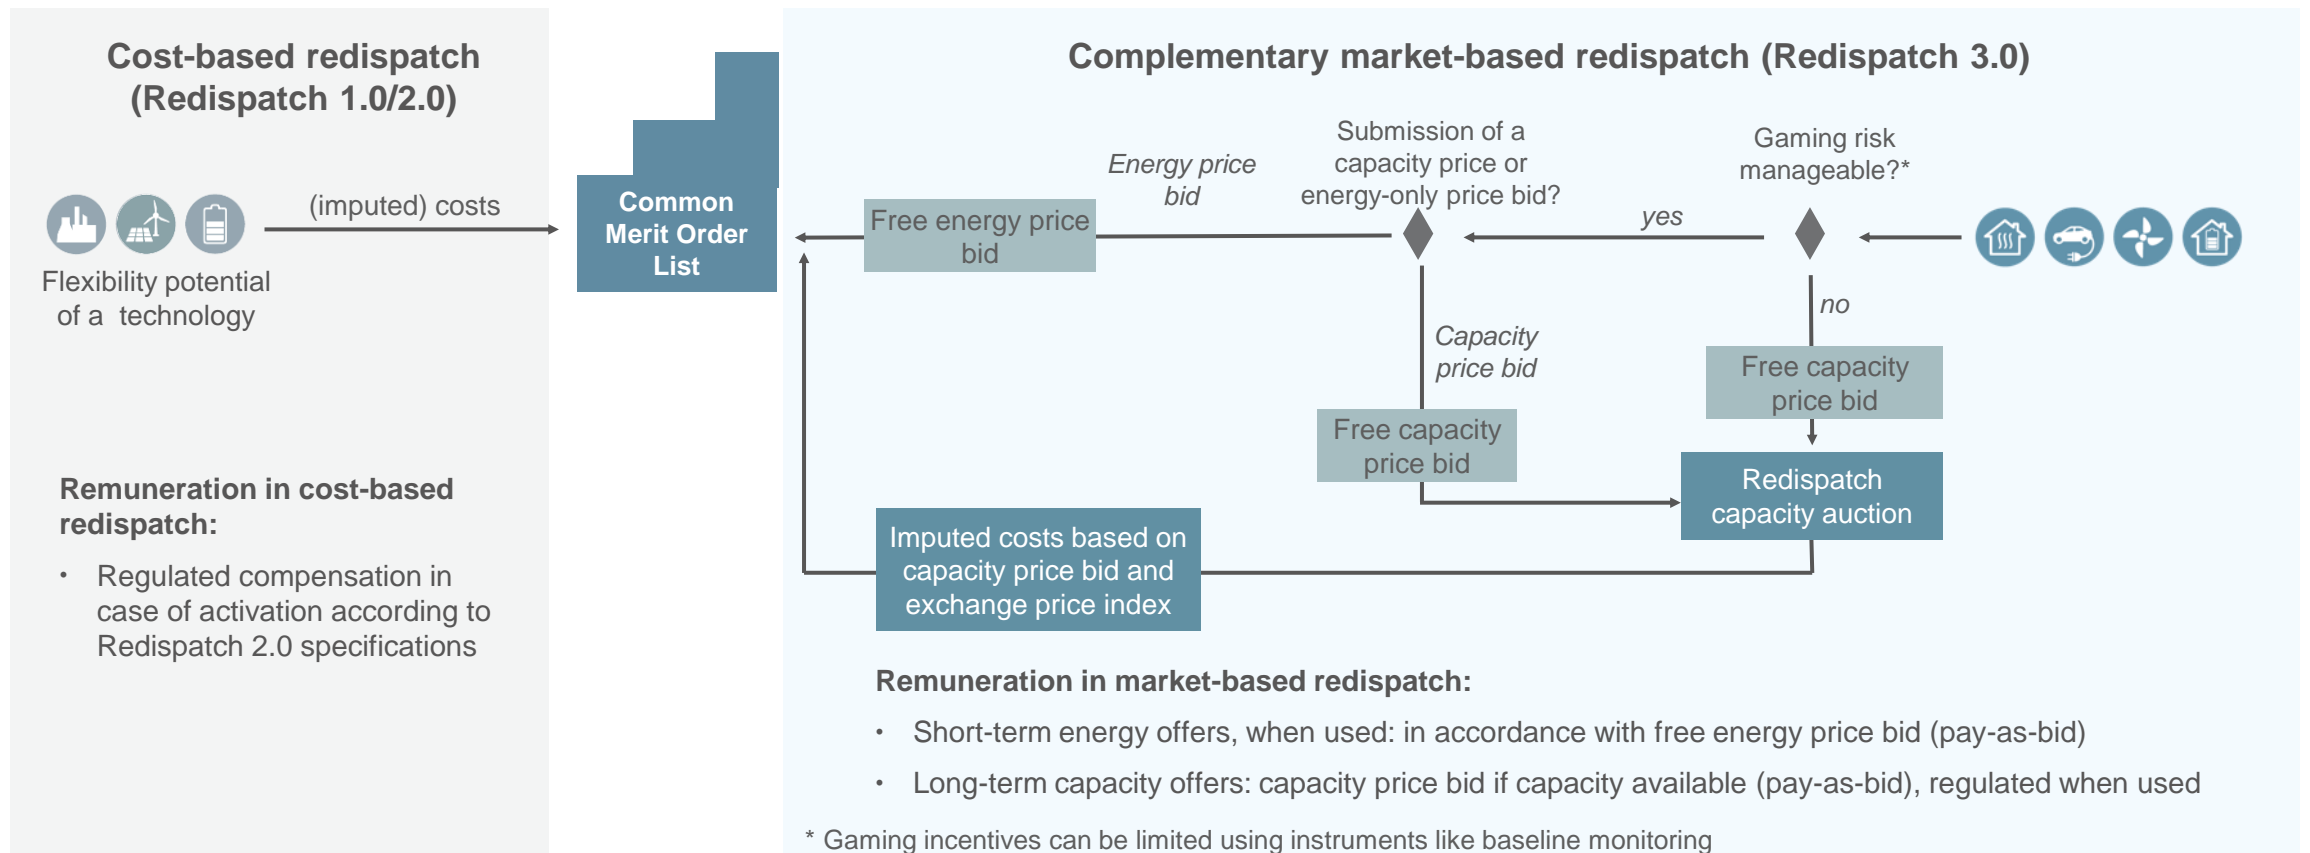 Cost-based redispatch
(Redispatch 1.0/2.0)
(imputed) costs
Flexibility potential
of a technology
Remuneration in cost-based
redispatch:
• Regulated compensation in
case of activation according to
Redispatch 2.0 specifications
Common
Merit Order
List
Complementary market-based redispatch (Redispatch 3.0)
Energy price
bid
Submission of a
capacity price or
energy-only price bid?
Gaming risk
manageable?*
Free energy price
bid
yes
no
Capacity
price bid
Free capacity
price bid
Free capacity
price bid
Redispatch
capacity auction
Imputed costs based on
capacity price bid and
exchange price index
Remuneration in market-based redispatch:
• Short-term energy offers, when used: in accordance with free energy price bid (pay-as-bid)
• Long-term capacity offers: capacity price bid if capacity available (pay-as-bid), regulated when used
* Gaming incentives can be limited using instruments like baseline monitoring